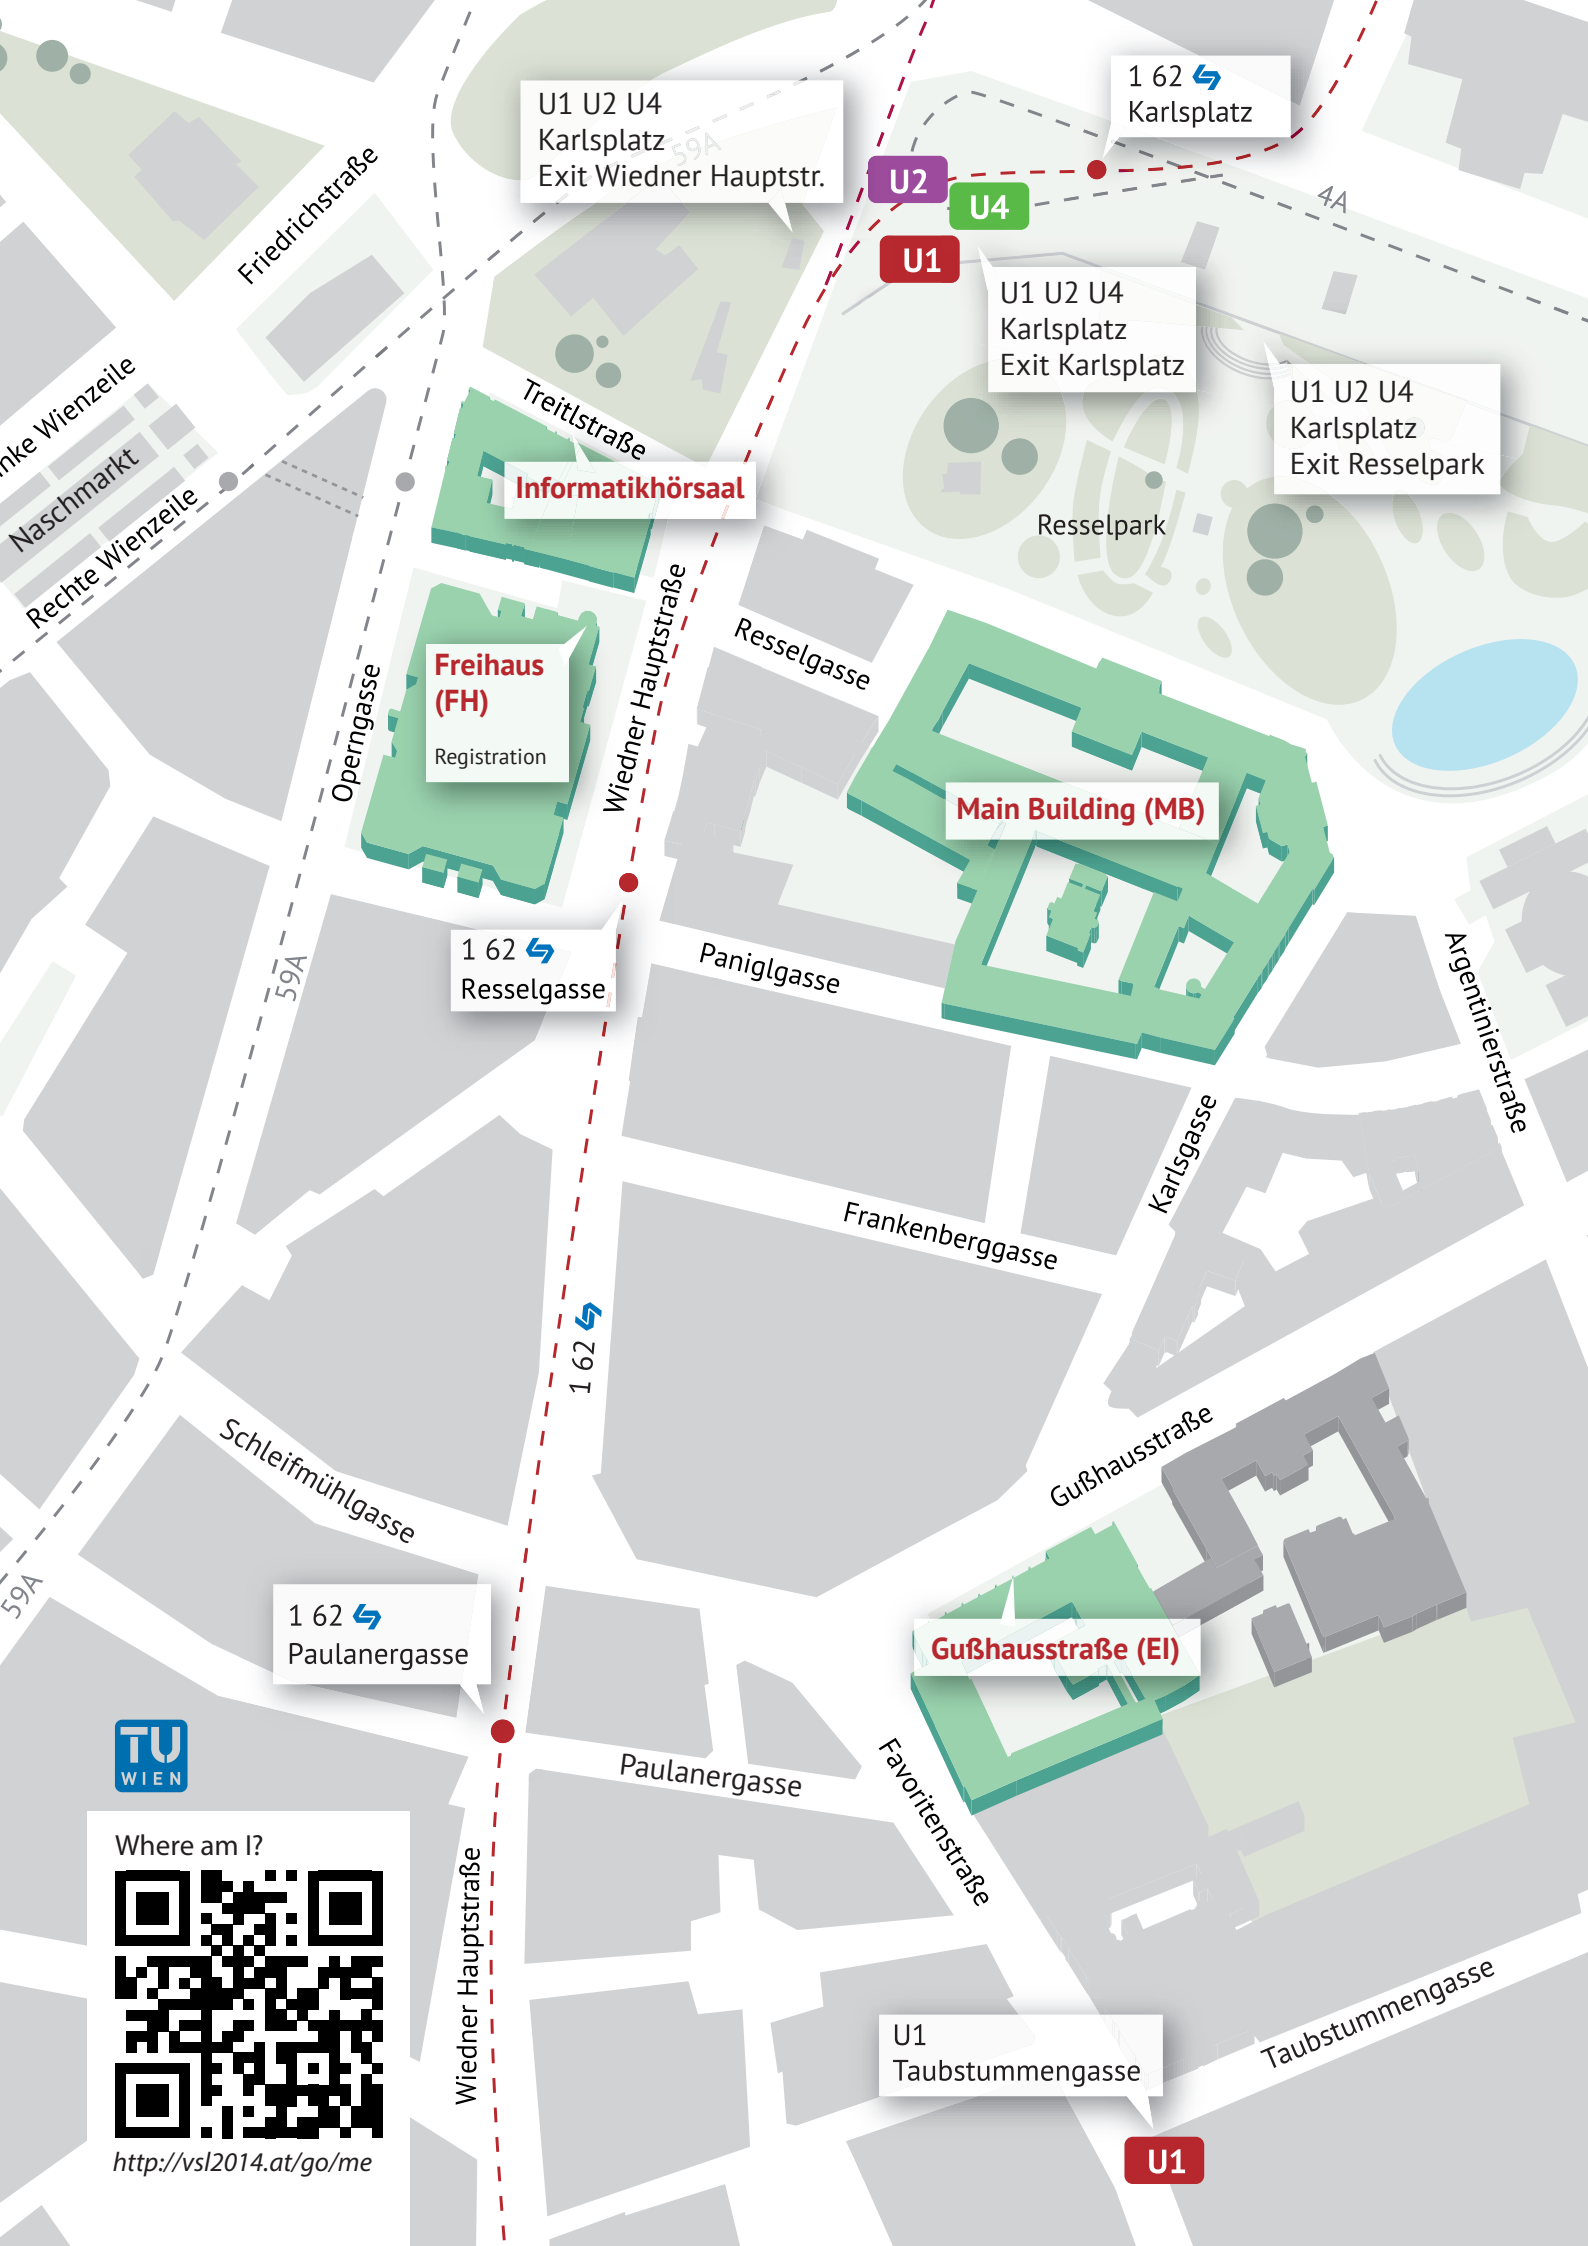 1 62
Karlsplatz
U1 U2 U4
Karlsplatz
Exit Wiedner Hauptstr.
59A
U2
U4
U1
4A
Friedrichstraße
U1 U2 U4
Karlsplatz
Exit Karlsplatz
U1 U2 U4
Karlsplatz
Exit Resselpark
nke Wienzeile
Naschmarkt
Rechte Wienzeile
Treitlstraße
Informatikhörsaal
Resselpark
Freihaus
(FH)
Registration
Operngasse
Wiedner Hauptstraße
Resselgasse
Main Building (MB)
1 62
Resselgasse
59A
Paniglgasse
Argentinierstraße
Karlsgasse
Frankenberggasse
1 62
Schleifmühlgasse
Gußhausstraße
59A
1 62
Paulanergasse
Gußhausstraße (EI)
TU
WIEN
Paulanergasse
Favoritenstraße
Where am I?
Wiedner Hauptstraße
http://vsl2014.at/go/me
U1
Taubstummengasse
Taubstummengasse
U1